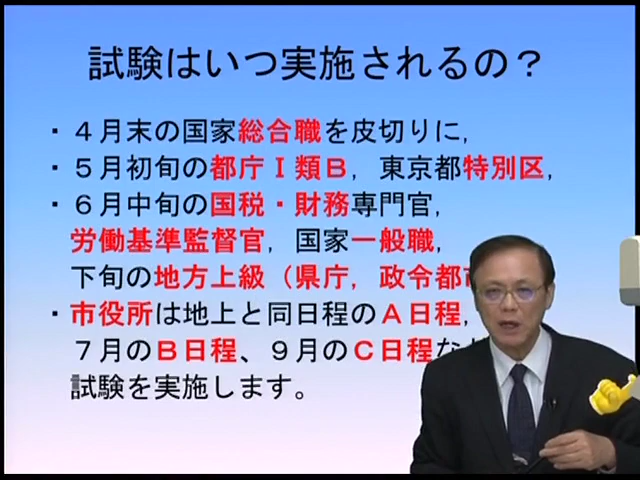 試験はいつ実施されるの？
・４月末の国家総合職を皮切りに,
・５月初旬の都庁Ⅰ類Ｂ, 東京都特別区,
・６月中旬の国税・財務専門官,
労働基準監督官, 国家一般職,
下旬の地方上級（県庁, 政令都
・市役所は地上と同日程のＡ日程,
７月のＢ日程、９月のＣ日程な
試験を実施します。